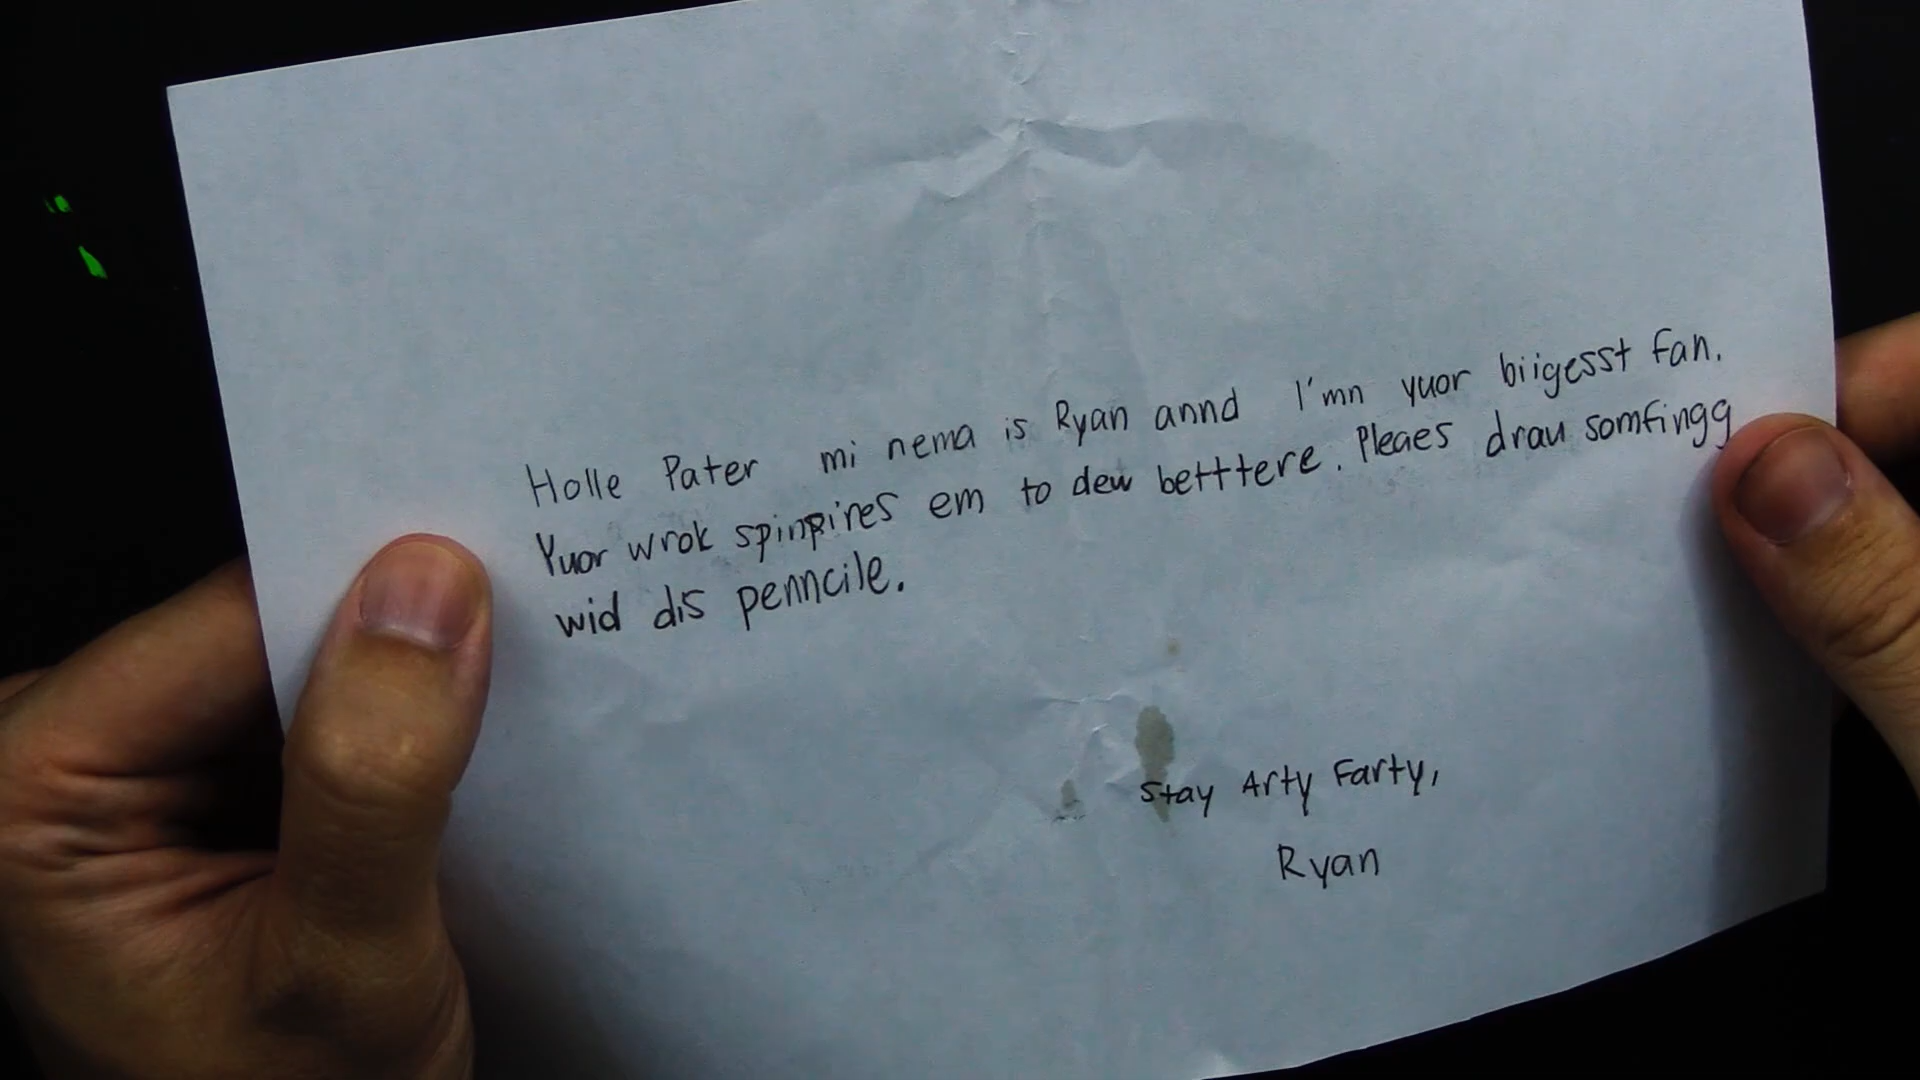 Holle Pater mi nema is Ryan annd I'mn yuor biigesst fan.
Yuor wrok spinpires em to dew betttere. Pleaes drau somfingg
wid dis penncile.
Stay Arty Farty,
Ryan